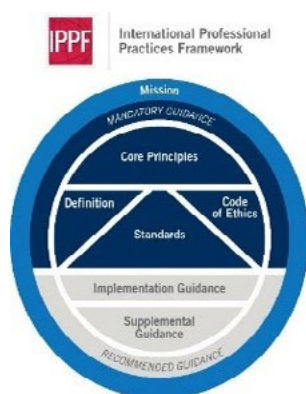 IPPF
International Professional
Practices Framework
Mission
MANDATORY GUIDANCE
Core Principles
Definition
Code
of Ethics
Standards
Implementation Guidance
Supplemental
Guidance
RECOMMENDED GUIDANCE